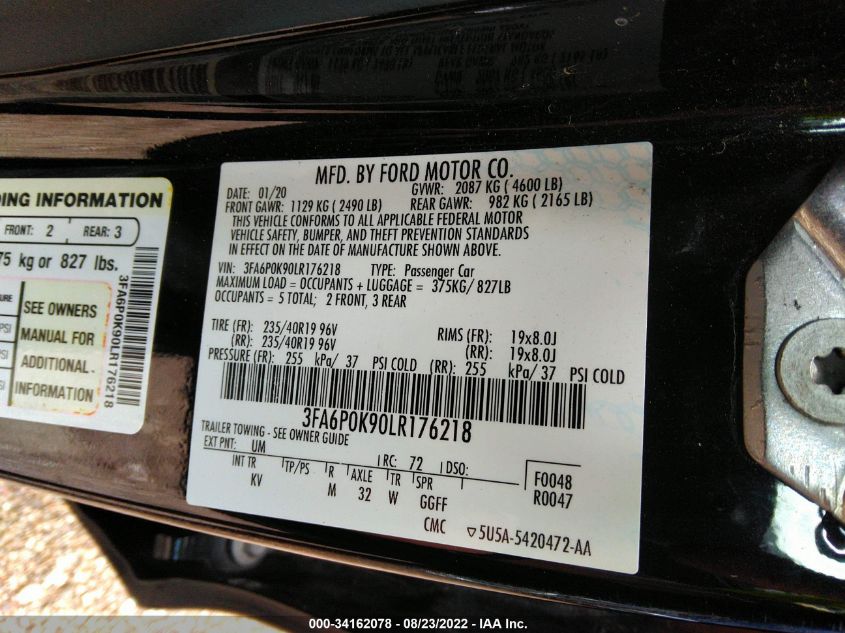 MFD. BY FORD MOTOR CO.
DATE: 01/20 GVWR: 2087 KG ( 4600 LB)
FRONT GAWR: 1129 KG ( 2490 LB) REAR GAWR: 982 KG ( 2165 LB)
THIS VEHICLE CONFORMS TO ALL APPLICABLE FEDERAL MOTOR
VEHICLE SAFETY, BUMPER, AND THEFT PREVENTION STANDARDS
IN EFFECT ON THE DATE OF MANUFACTURE SHOWN ABOVE.
VIN: 3FA6P0K90LR176218 TYPE: Passenger Car
MAXIMUM LOAD = OCCUPANTS + LUGGAGE = 375KG/ 827LB
OCCUPANTS = 5 TOTAL; 2 FRONT, 3 REAR
TIRE (FR): 235/40R19 96V RIMS (FR): 19x8.0J
(RR): 235/40R19 96V (RR): 19x8.0J
PRESSURE (FR): 255 kPa/ 37 PSI COLD (RR): 255 kPa/ 37 PSI COLD
3FA6P0K90LR176218
TRAILER TOWING - SEE OWNER GUIDE
EXT PNT: UM RC: 72 DSO:
INT TR TP/PS R AXLE TR SPR
KV M 32 W GGFF
F0048
R0047
CMC ▽5U5A-5420472-AA
DING INFORMATION
FRONT: 2 REAR: 3
75 kg or 827 lbs.
SEE OWNERS
MANUAL FOR
ADDITIONAL
INFORMATION
PSI
PSI
PSI
3FA6P0K90LR176218
000-34162078 - 08/23/2022 - IAA Inc.